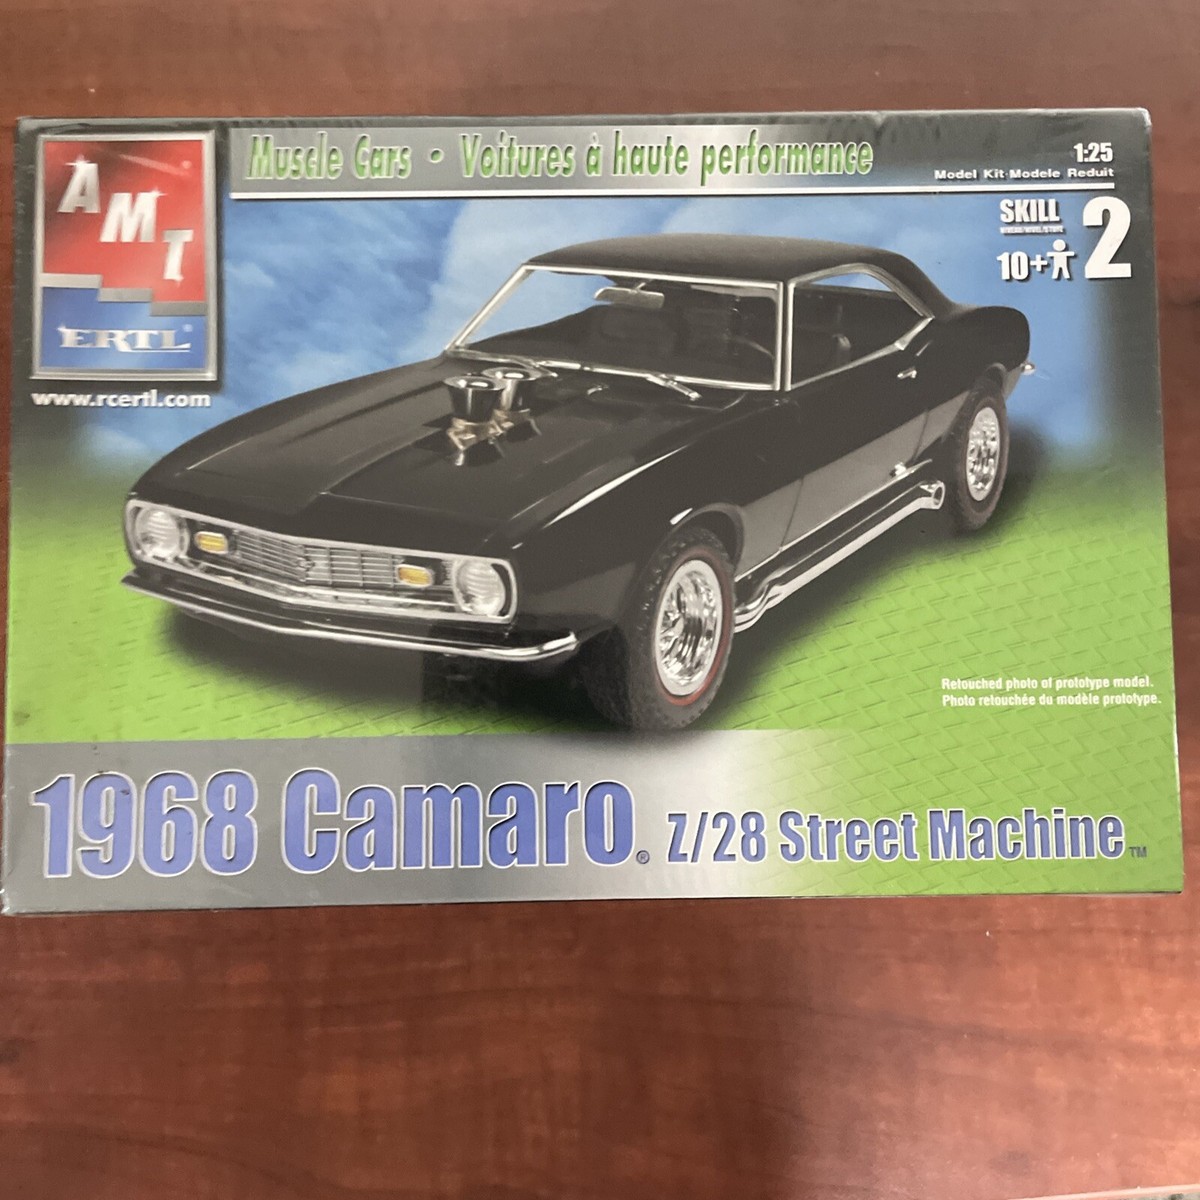 AMT
ERTL®
www.rcertl.com
Muscle Cars • Voitures à haute performance
1:25
Model Kit·Modele Reduit
SKILL 2
10+
Retouched photo of prototype model.
Photo retouchée du modèle prototype.
1968 Camaro® Z/28 Street Machine™